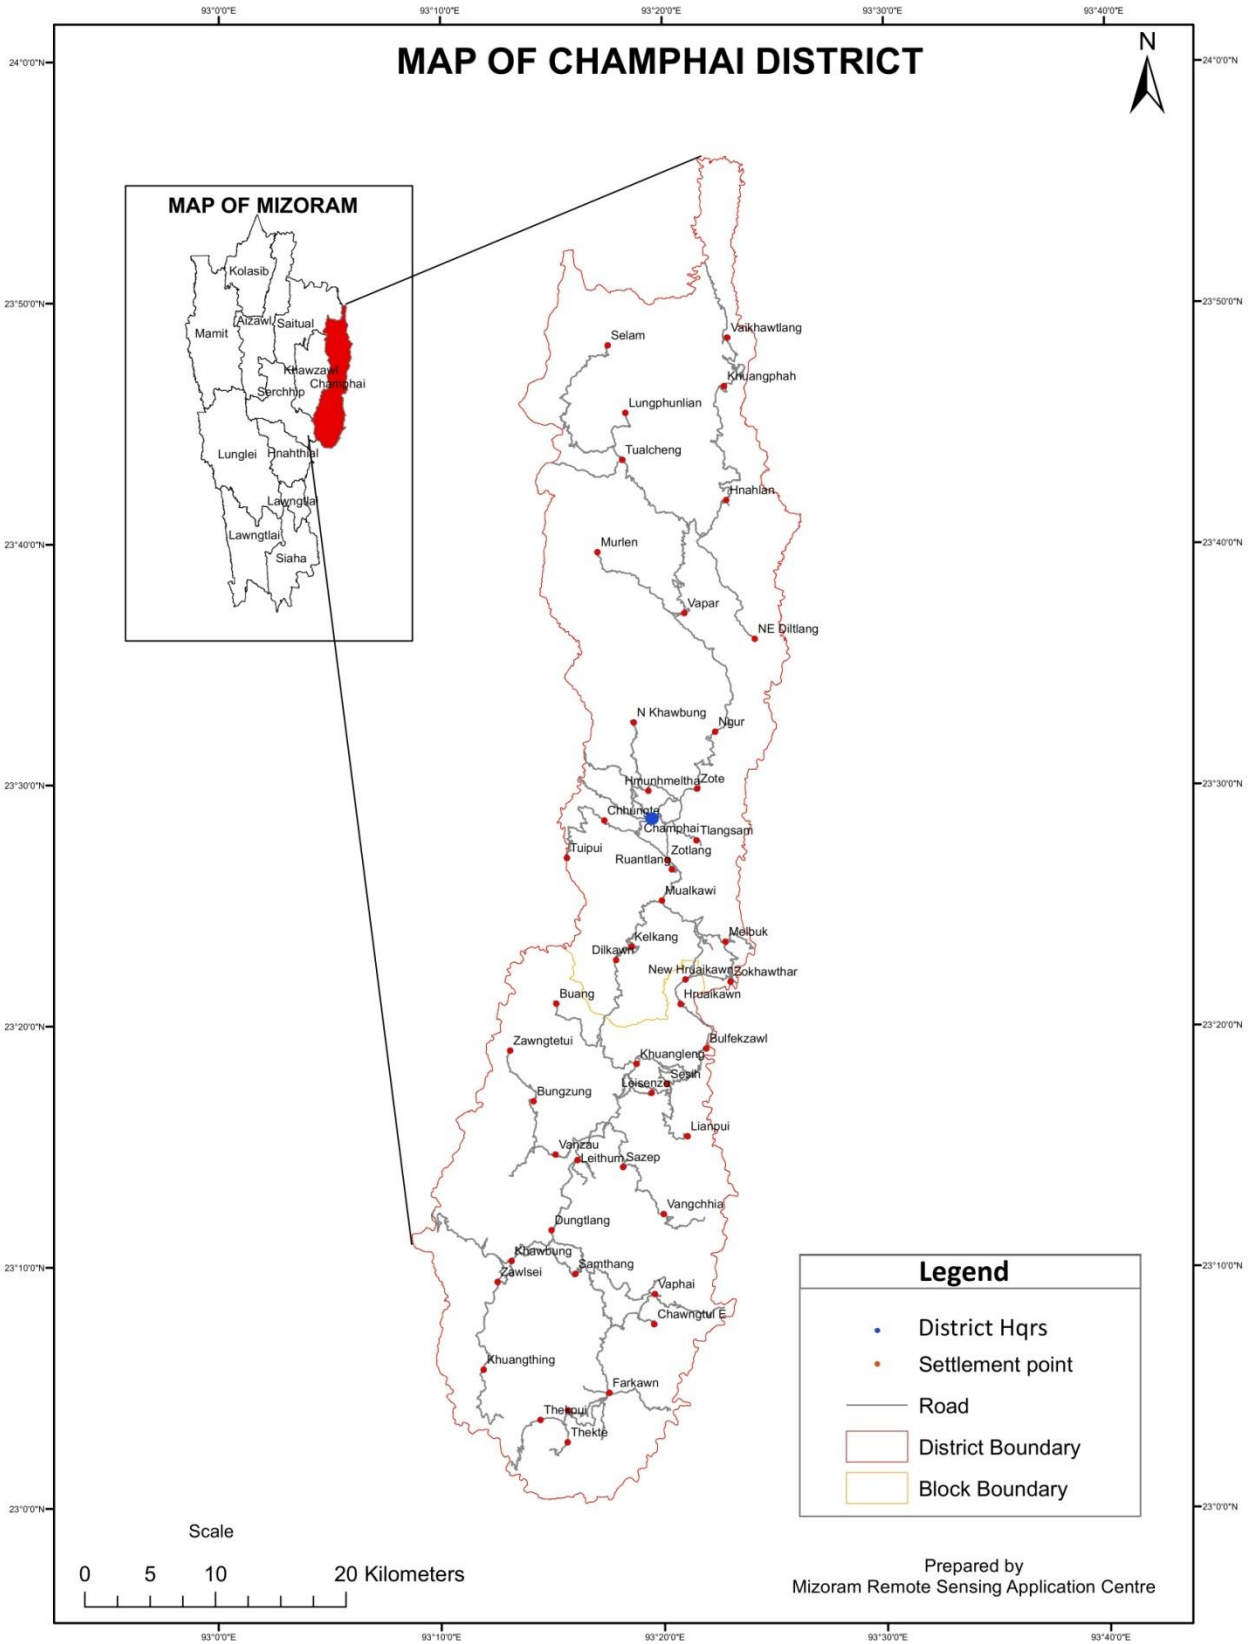 93°0'0"E
93°10'0"E
93°20'0"E
93°30'0"E
93°40'0"E
MAP OF CHAMPHAI DISTRICT
N
24°0'0"N
24°0'0"N
MAP OF MIZORAM
Kolasib
Mamit
Aizawl
Saitual
Khawzawl
Champhai
Serchhip
Lunglei
Hnahthial
Lawngtlai
Lawngtlai
Siaha
23°50'0"N
23°50'0"N
Vaikhawtlang
Selam
Khuangphah
Lungphunlian
Tualcheng
Hnahlan
23°40'0"N
23°40'0"N
Murlen
Vapar
NE Diltlang
N Khawbung
Ngur
23°30'0"N
23°30'0"N
Hmunhmeltha
Zote
Chhungte
Champhai
Tlangsam
Tuipui
Zotlang
Ruantlang
Mualkawi
Melbuk
Kelkang
Dilkawn
New Hruaikawn
Zokhawthar
Buang
Hruaikawn
23°20'0"N
23°20'0"N
Zawngtetui
Bulfekzawl
Khuangleng
Sesih
Leisenzo
Bungzung
Lianpui
Vanzau
Leithum
Sazep
Vangchhia
Dungtlang
Khawbung
Samthang
Zawlsei
23°10'0"N
23°10'0"N
Vaphai
Chawngtui E
Khuangthing
Farkawn
Thekpui
Thekte
23°0'0"N
23°0'0"N
Legend
District Hqrs
Settlement point
Road
District Boundary
Block Boundary
Scale
0 5 10 20 Kilometers
Prepared by
Mizoram Remote Sensing Application Centre
93°0'0"E
93°10'0"E
93°20'0"E
93°30'0"E
93°40'0"E